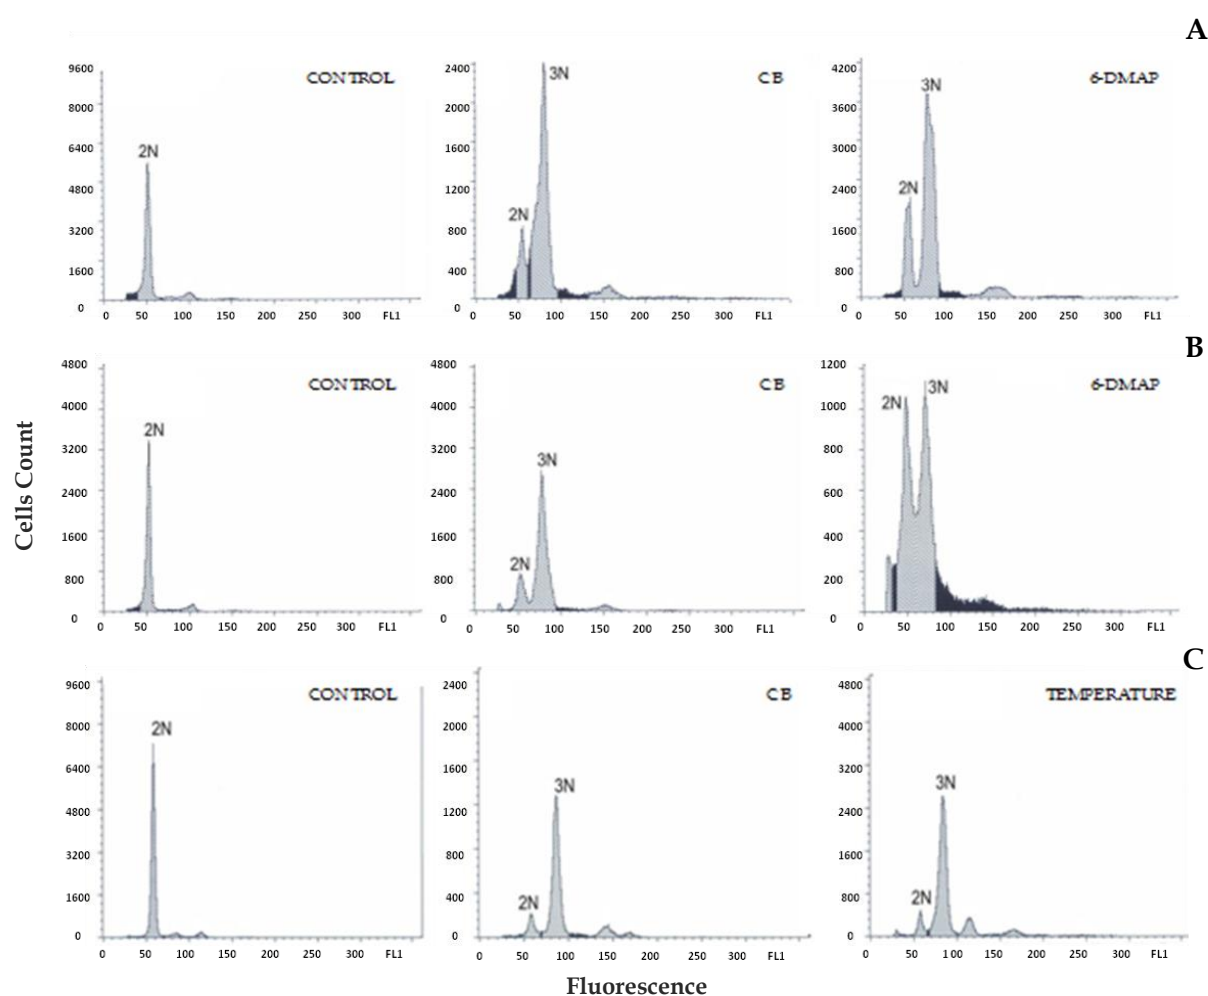 A
CONTROL
9600
8000
6400
4800
3200
1600
0
2N
0 50 100 150 200 250 300 FL1
CB
2400
2000
1600
1200
800
400
0
3N
2N
0 50 100 150 200 250 300 FL1
6-DMAP
4200
3600
3000
2400
1600
800
0
3N
2N
0 50 100 150 200 250 300 FL1
B
CONTROL
4800
4000
3200
2400
1600
800
0
2N
0 50 100 150 200 250 300 FL1
CB
4800
4000
3200
2400
1600
800
0
3N
2N
0 50 100 150 200 250 300 FL1
6-DMAP
1200
1000
800
600
400
200
0
2N
3N
0 50 100 150 200 250 300 FL1
C
CONTROL
9600
8000
6400
4800
3200
1600
0
2N
0 50 100 150 200 250 300 FL1
CB
2400
2000
1600
1200
800
400
0
3N
2N
0 50 100 150 200 250 300 FL1
TEMPERATURE
4800
4000
3200
2400
1600
800
0
3N
2N
0 50 1 00 150 200 250 300 FL1
Cells Count
Fluorescence